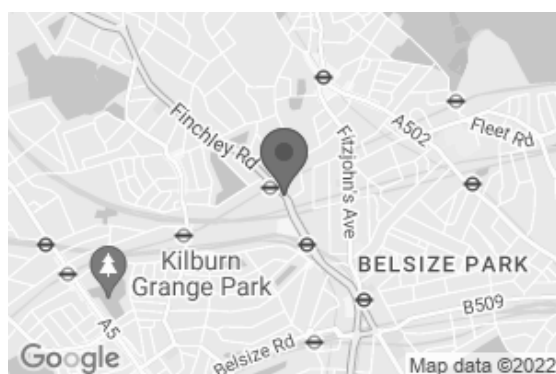 Finchley Rd
Fitzjohn's Ave
A502
Fleet Rd
Kilburn
Grange Park
BELSIZE PARK
A5
B509
Belsize Rd
Google
Map data ©2022